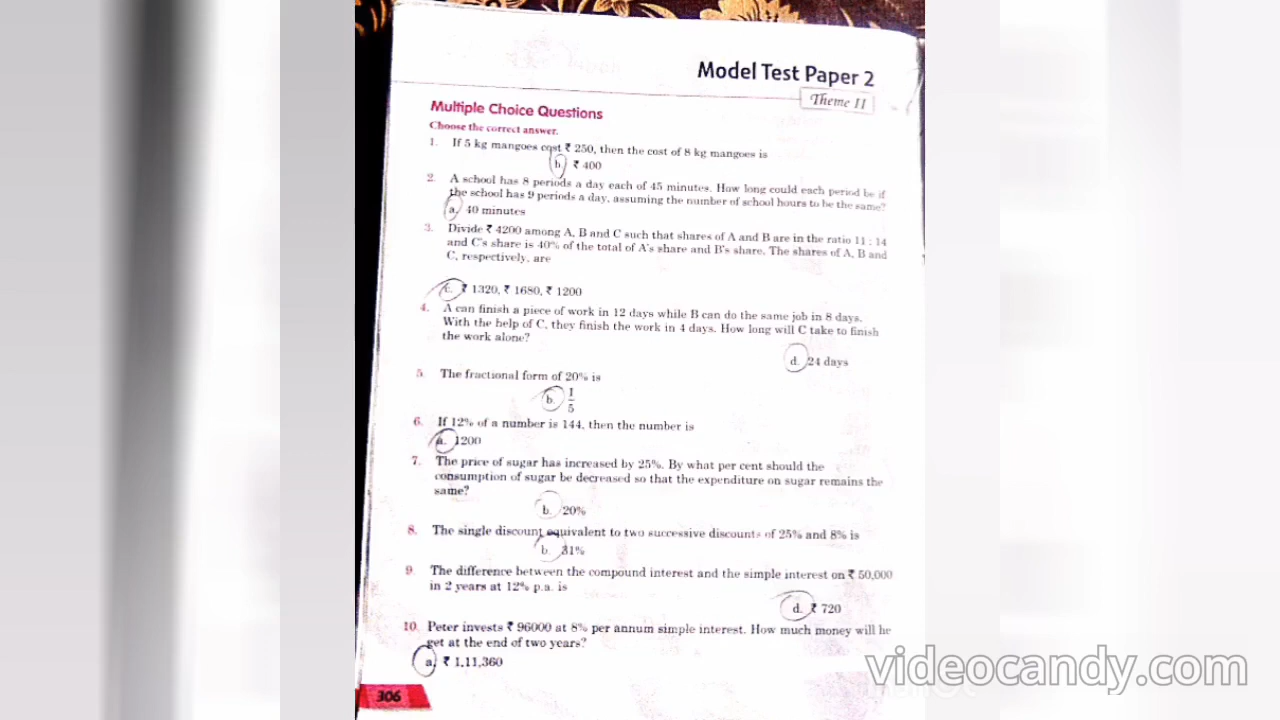 Model Test Paper 2
Theme II
Multiple Choice Questions
Choose the correct answer.
1. If 5 kg mangoes cost ₹ 250, then the cost of 8 kg mangoes is
b. ₹ 400
2. A school has 8 periods a day each of 45 minutes. How long could each period be if
the school has 9 periods a day, assuming the number of school hours to be the same?
a. 40 minutes
3. Divide ₹ 4200 among A, B and C such that shares of A and B are in the ratio 11 : 14
and C's share is 40% of the total of A's share and B's share. The shares of A, B and
C, respectively, are
c. ₹ 1320, ₹ 1680, ₹ 1200
4. A can finish a piece of work in 12 days while B can do the same job in 8 days.
With the help of C, they finish the work in 4 days. How long will C take to finish
the work alone?
d. 24 days
5. The fractional form of 20% is
b. 1/5
6. If 12% of a number is 144, then the number is
a. 1200
7. The price of sugar has increased by 25%. By what per cent should the
consumption of sugar be decreased so that the expenditure on sugar remains the
same?
b. 20%
8. The single discount equivalent to two successive discounts of 25% and 8% is
b. 31%
9. The difference between the compound interest and the simple interest on ₹ 50,000
in 2 years at 12% p.a. is
d. ₹ 720
10. Peter invests ₹ 96000 at 8% per annum simple interest. How much money will he
get at the end of two years?
a. ₹ 1,11,360
306
videocandy.com